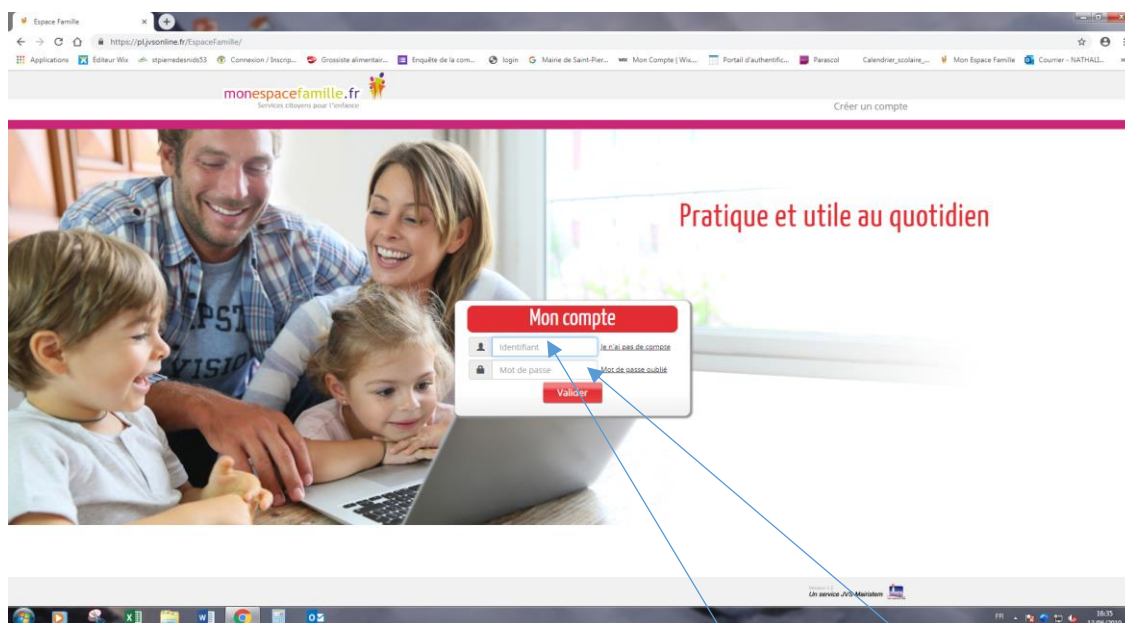 Espace Famille
https://pl.jvsonline.fr/EspaceFamille/
Applications Editeur Wix stpierredesnids53 Connexion / Inscrip... Grossiste alimentair... Enquête de la com... login Mairie de Saint-Pier... Mon Compte | Wix... Portail d'authentific... Parascol Calendrier_scolaire_... Mon Espace Famille Courrier - NATHALI...
monespacefamille.fr
Services citoyens pour l'enfance
Créer un compte
Pratique et utile au quotidien
Mon compte
Identifiant Je n'ai pas de compte
Mot de passe Mot de passe oublié
Valider
Un service JVS-Mairistem
FR 18:35